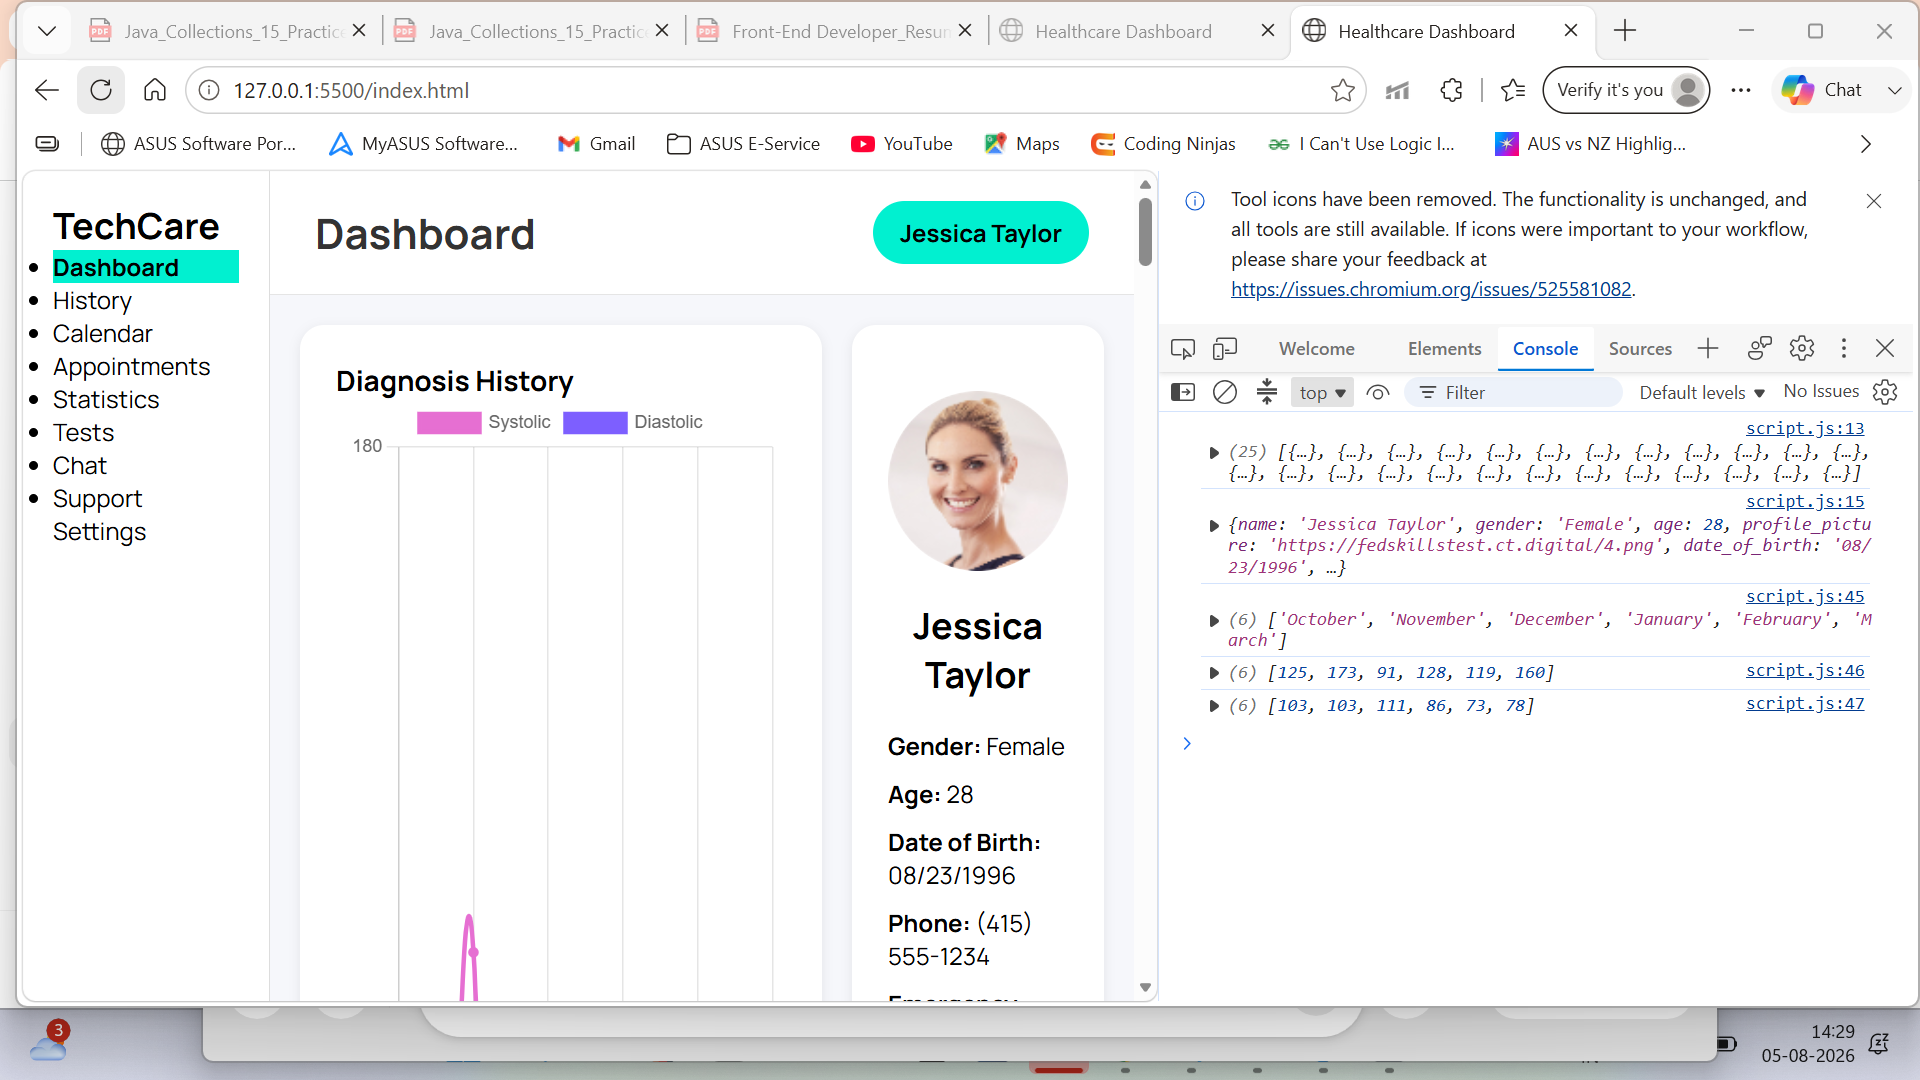 Java_Collections_15_Practice
Java_Collections_15_Practice
Front-End Developer_Resum
Healthcare Dashboard
Healthcare Dashboard
127.0.0.1:5500/index.html
Verify it's you
Chat
ASUS Software Por...
MyASUS Software...
Gmail
ASUS E-Service
YouTube
Maps
Coding Ninjas
I Can't Use Logic I...
AUS vs NZ Highlig...
TechCare
Dashboard
History
Calendar
Appointments
Statistics
Tests
Chat
Support
Settings
Dashboard
Jessica Taylor
Diagnosis History
Systolic
Diastolic
180
Jessica
Taylor
Gender: Female
Age: 28
Date of Birth:
08/23/1996
Phone: (415)
555-1234
Tool icons have been removed. The functionality is unchanged, and
all tools are still available. If icons were important to your workflow,
please share your feedback at
https://issues.chromium.org/issues/525581082.
Welcome
Elements
Console
Sources
top
Filter
Default levels
No Issues
script.js:13
(25) [{…}, {…}, {…}, {…}, {…}, {…}, {…}, {…}, {…}, {…}, {…}, {…},
{…}, {…}, {…}, {…}, {…}, {…}, {…}, {…}, {…}, {…}, {…}, {…}, {…}]
script.js:15
{name: 'Jessica Taylor', gender: 'Female', age: 28, profile_pictu
re: 'https://fedskillstest.ct.digital/4.png', date_of_birth: '08/
23/1996', …}
script.js:45
(6) ['October', 'November', 'December', 'January', 'February', 'M
arch']
(6) [125, 173, 91, 128, 119, 160]
script.js:46
(6) [103, 103, 111, 86, 73, 78]
script.js:47
3
14:29
05-08-2026